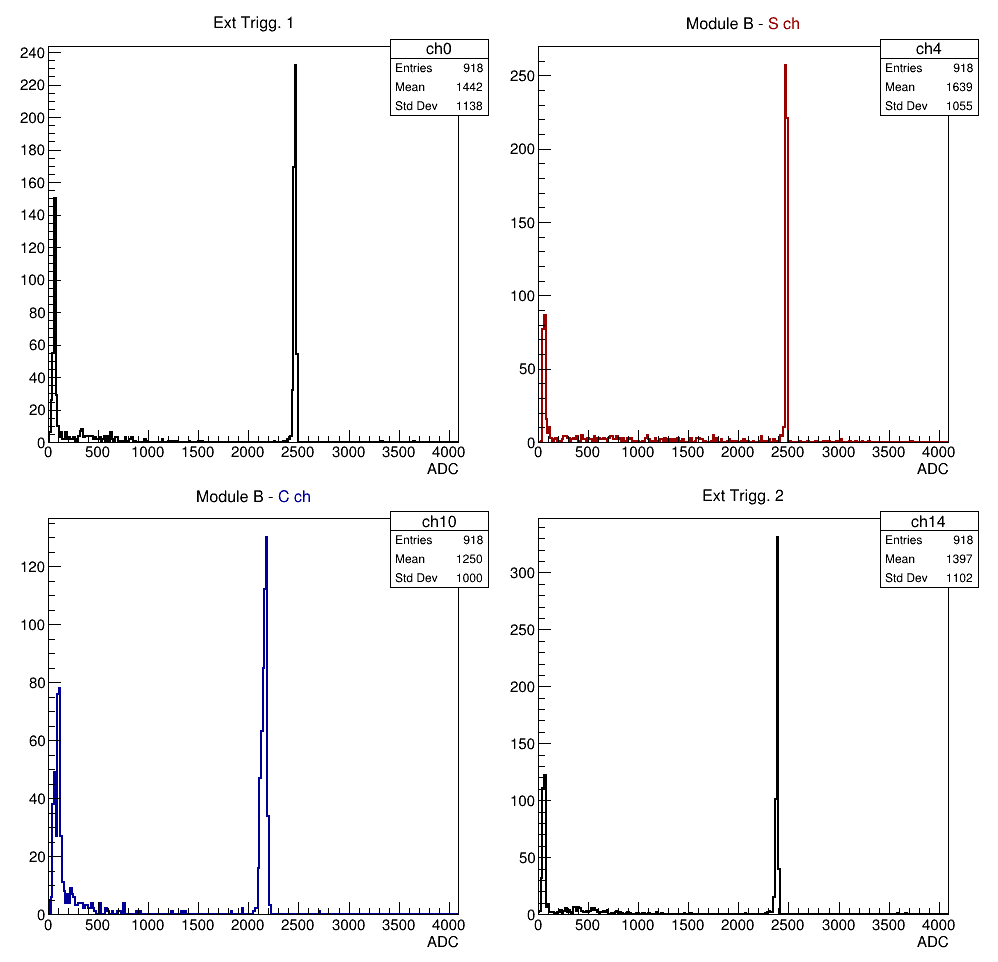 Ext Trigg. 1
ch0
Entries 918
Mean 1442
Std Dev 1138
240
220
200
180
160
140
120
100
80
60
40
20
0
0 500 1000 1500 2000 2500 3000 3500 4000
ADC
Module B - S ch
ch4
Entries 918
Mean 1639
Std Dev 1055
250
200
150
100
50
0
0 500 1000 1500 2000 2500 3000 3500 4000
ADC
Module B - C ch
ch10
Entries 918
Mean 1250
Std Dev 1000
120
100
80
60
40
20
0
0 500 1000 1500 2000 2500 3000 3500 4000
ADC
Ext Trigg. 2
ch14
Entries 918
Mean 1397
Std Dev 1102
300
250
200
150
100
50
0
0 500 1000 1500 2000 2500 3000 3500 4000
ADC